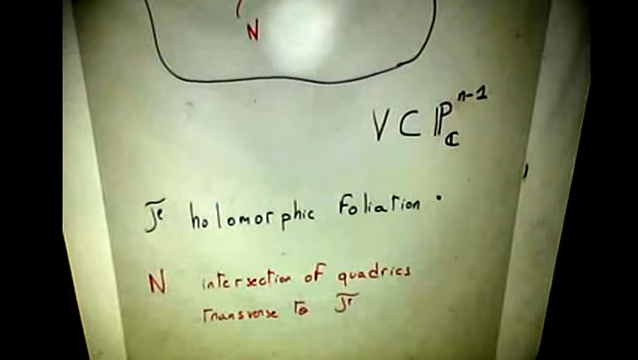 N
V ⊂ ℙ_ℂ^{n-1}
F̃ holomorphic Foliation .
N intersection of quadrics
Transverse to F̃